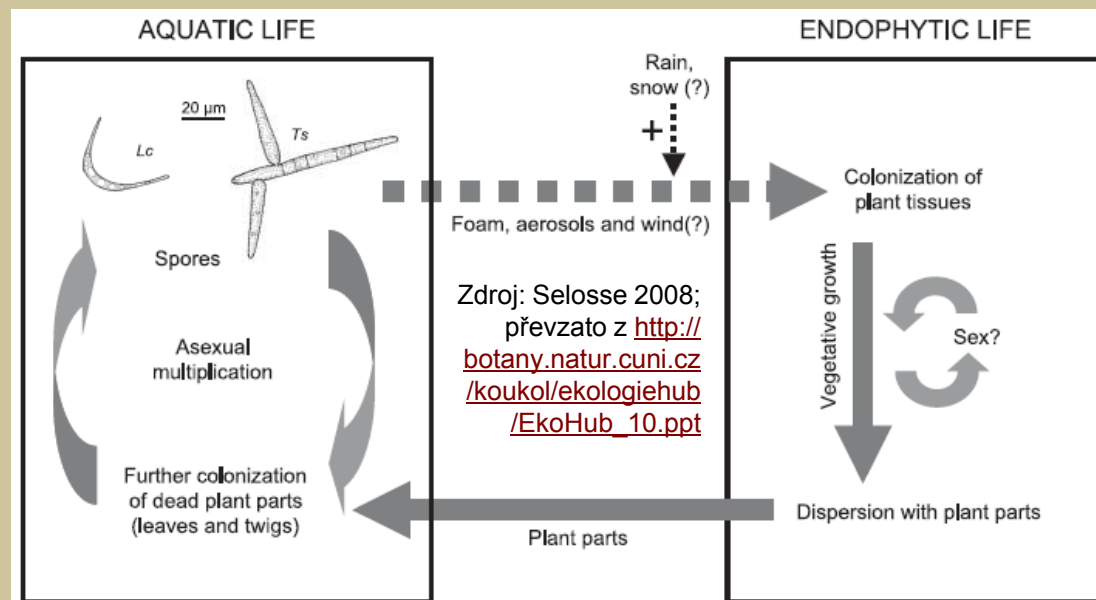 AQUATIC LIFE
20 µm
Lc
Ts
Spores
Asexual
multiplication
Further colonization
of dead plant parts
(leaves and twigs)
Rain,
snow (?)
+
Foam, aerosols and wind(?)
Zdroj: Selosse 2008;
převzato z http://
botany.natur.cuni.cz
/koukol/ekologiehub
/EkoHub_10.ppt
Plant parts
ENDOPHYTIC LIFE
Colonization of
plant tissues
Vegetative growth
Sex?
Dispersion with plant parts